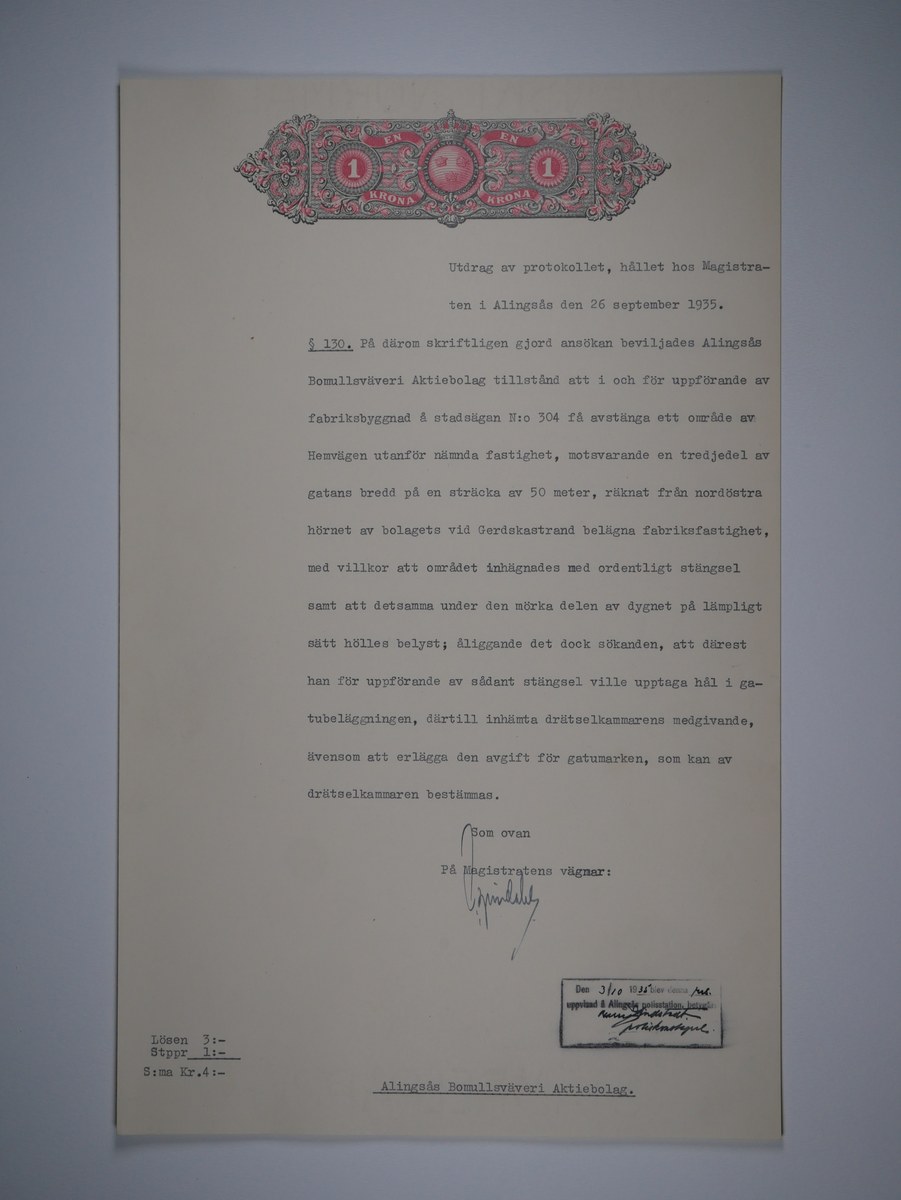 EN EN
1 1
KRONA KRONA
Utdrag av protokollet, hållet hos Magistra-
ten i Alingsås den 26 september 1935.
§ 130. På därom skriftligen gjord ansökan beviljades Alingsås
Bomullsväveri Aktiebolag tillstånd att i och för uppförande av
fabriksbyggnad å stadsägan N:o 304 få avstänga ett område av
Hemvägen utanför nämnda fastighet, motsvarande en tredjedel av
gatans bredd på en sträcka av 50 meter, räknat från nordöstra
hörnet av bolagets vid Gerdskastrand belägna fabriksfastighet,
med villkor att området inhägnades med ordentligt stängsel
samt att detsamma under den mörka delen av dygnet på lämpligt
sätt hölles belyst; åliggande det dock sökanden, att därest
han för uppförande av sådant stängsel ville upptaga hål i ga-
tubeläggningen, därtill inhämta drätselkammarens medgivande,
ävensom att erlägga den avgift för gatumarken, som kan av
drätselkammaren bestämmas.
Som ovan
På Magistratens vägnar:
Den 3/10 1935 blev denna
uppvisad å Alingsås polisstation, betygar
Lösen 3:-
Stppr 1:-
S:ma Kr.4:-
Alingsås Bomullsväveri Aktiebolag.